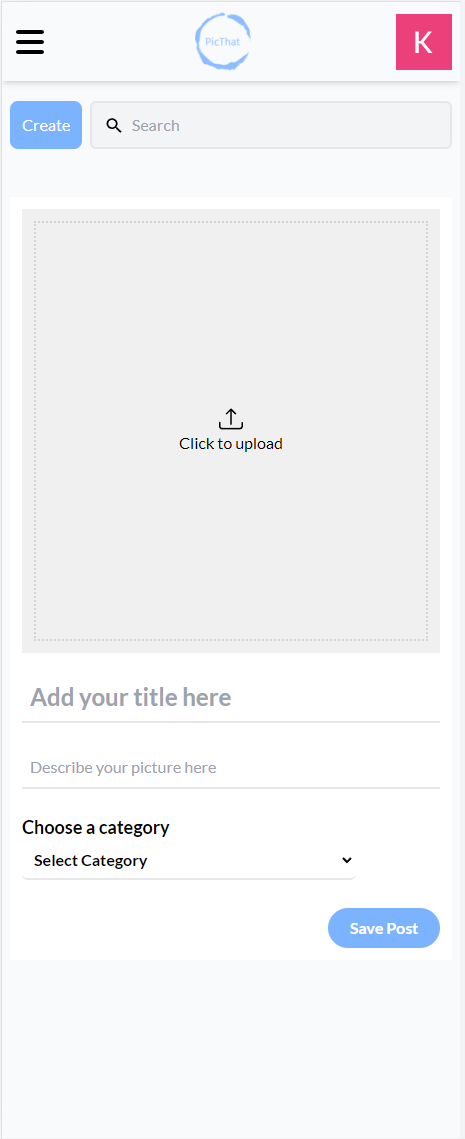 PicThat
K
Create
Search
Click to upload
Add your title here
Describe your picture here
Choose a category
Select Category
Save Post